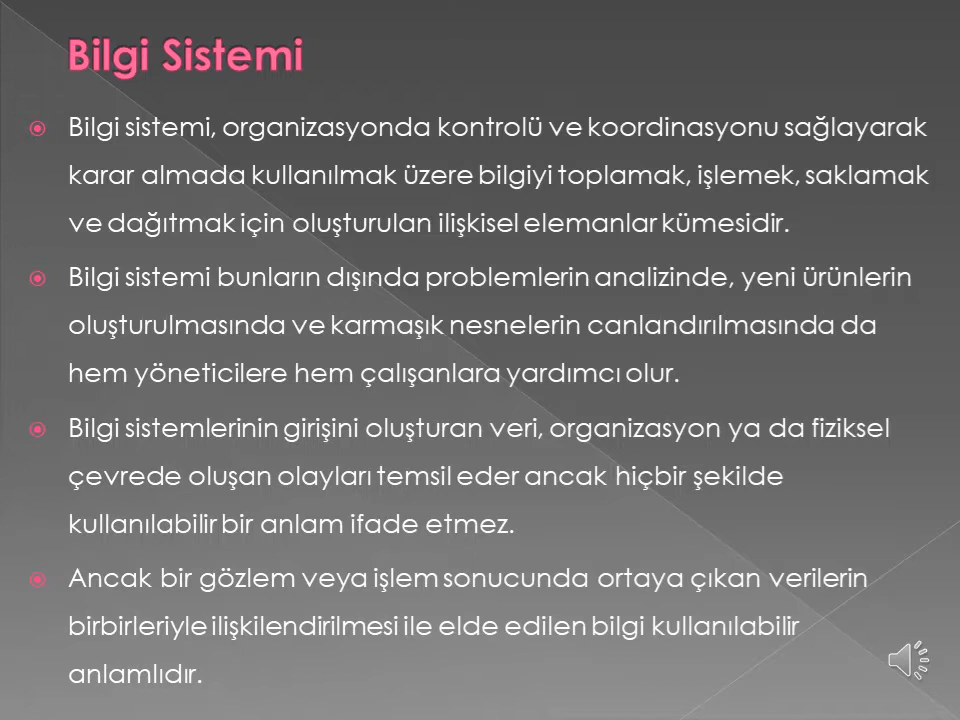 Bilgi Sistemi
Bilgi sistemi, organizasyonda kontrolü ve koordinasyonu sağlayarak
karar almada kullanılmak üzere bilgiyi toplamak, işlemek, saklamak
ve dağıtmak için oluşturulan ilişkisel elemanlar kümesidir.
Bilgi sistemi bunların dışında problemlerin analizinde, yeni ürünlerin
oluşturulmasında ve karmaşık nesnelerin canlandırılmasında da
hem yöneticilere hem çalışanlara yardımcı olur.
Bilgi sistemlerinin girişini oluşturan veri, organizasyon ya da fiziksel
çevrede oluşan olayları temsil eder ancak hiçbir şekilde
kullanılabilir bir anlam ifade etmez.
Ancak bir gözlem veya işlem sonucunda ortaya çıkan verilerin
birbirleriyle ilişkilendirilmesi ile elde edilen bilgi kullanılabilir
anlamlıdır.